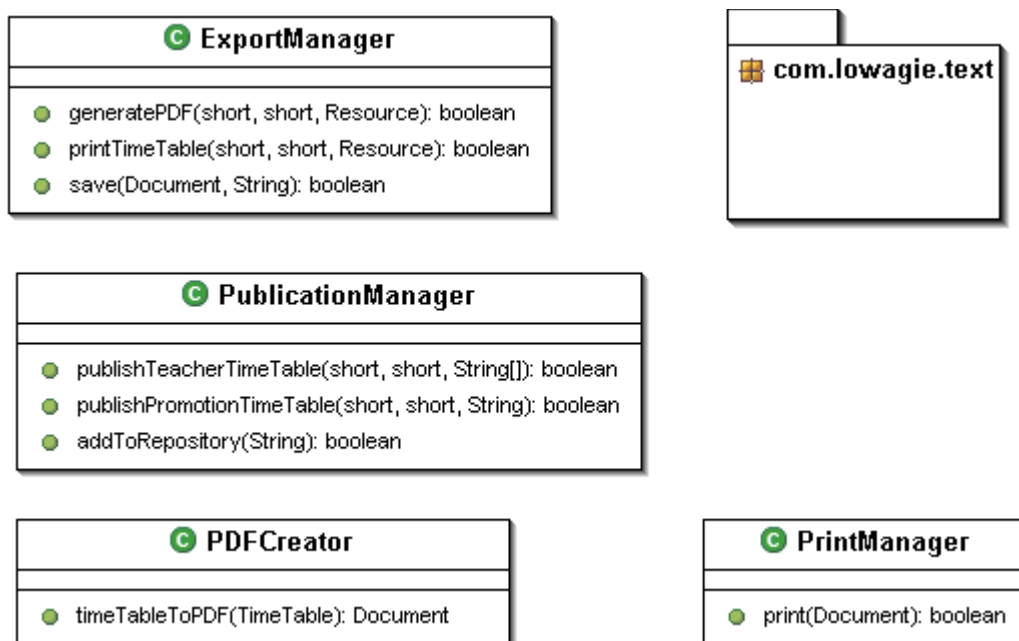 ExportManager
generatePDF(short, short, Resource): boolean
printTimeTable(short, short, Resource): boolean
save(Document, String): boolean
com.lowagie.text
PublicationManager
publishTeacherTimeTable(short, short, String[]): boolean
publishPromotionTimeTable(short, short, String): boolean
addToRepository(String): boolean
PDFCreator
timeTableToPDF(TimeTable): Document
PrintManager
print(Document): boolean